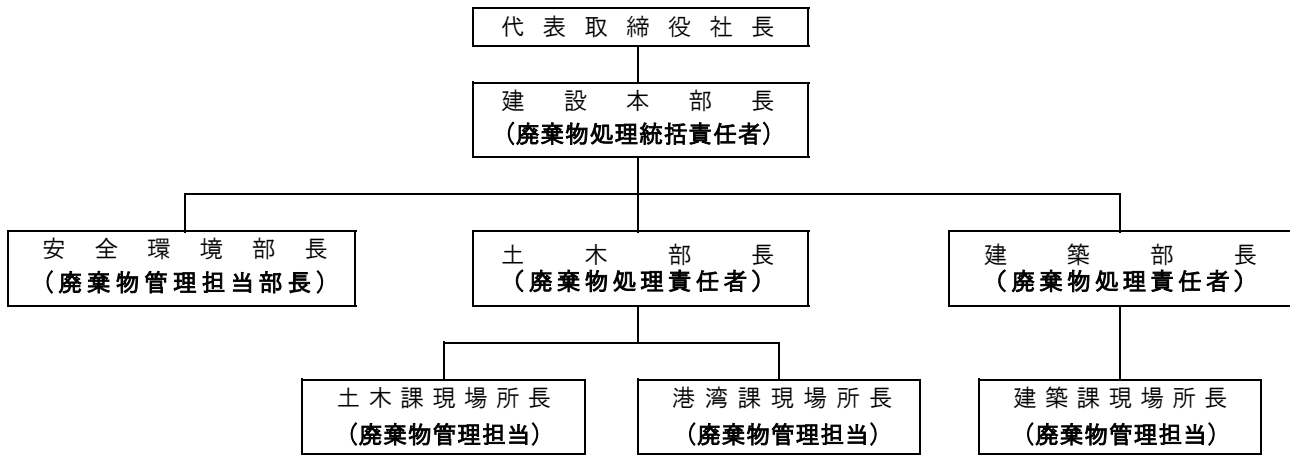 代表取締役社長
建設本部長
（廃棄物処理統括責任者）
安全環境部長
（廃棄物管理担当部長）
土木部長
（廃棄物処理責任者）
建築部長
（廃棄物処理責任者）
土木課現場所長
（廃棄物管理担当）
港湾課現場所長
（廃棄物管理担当）
建築課現場所長
（廃棄物管理担当）